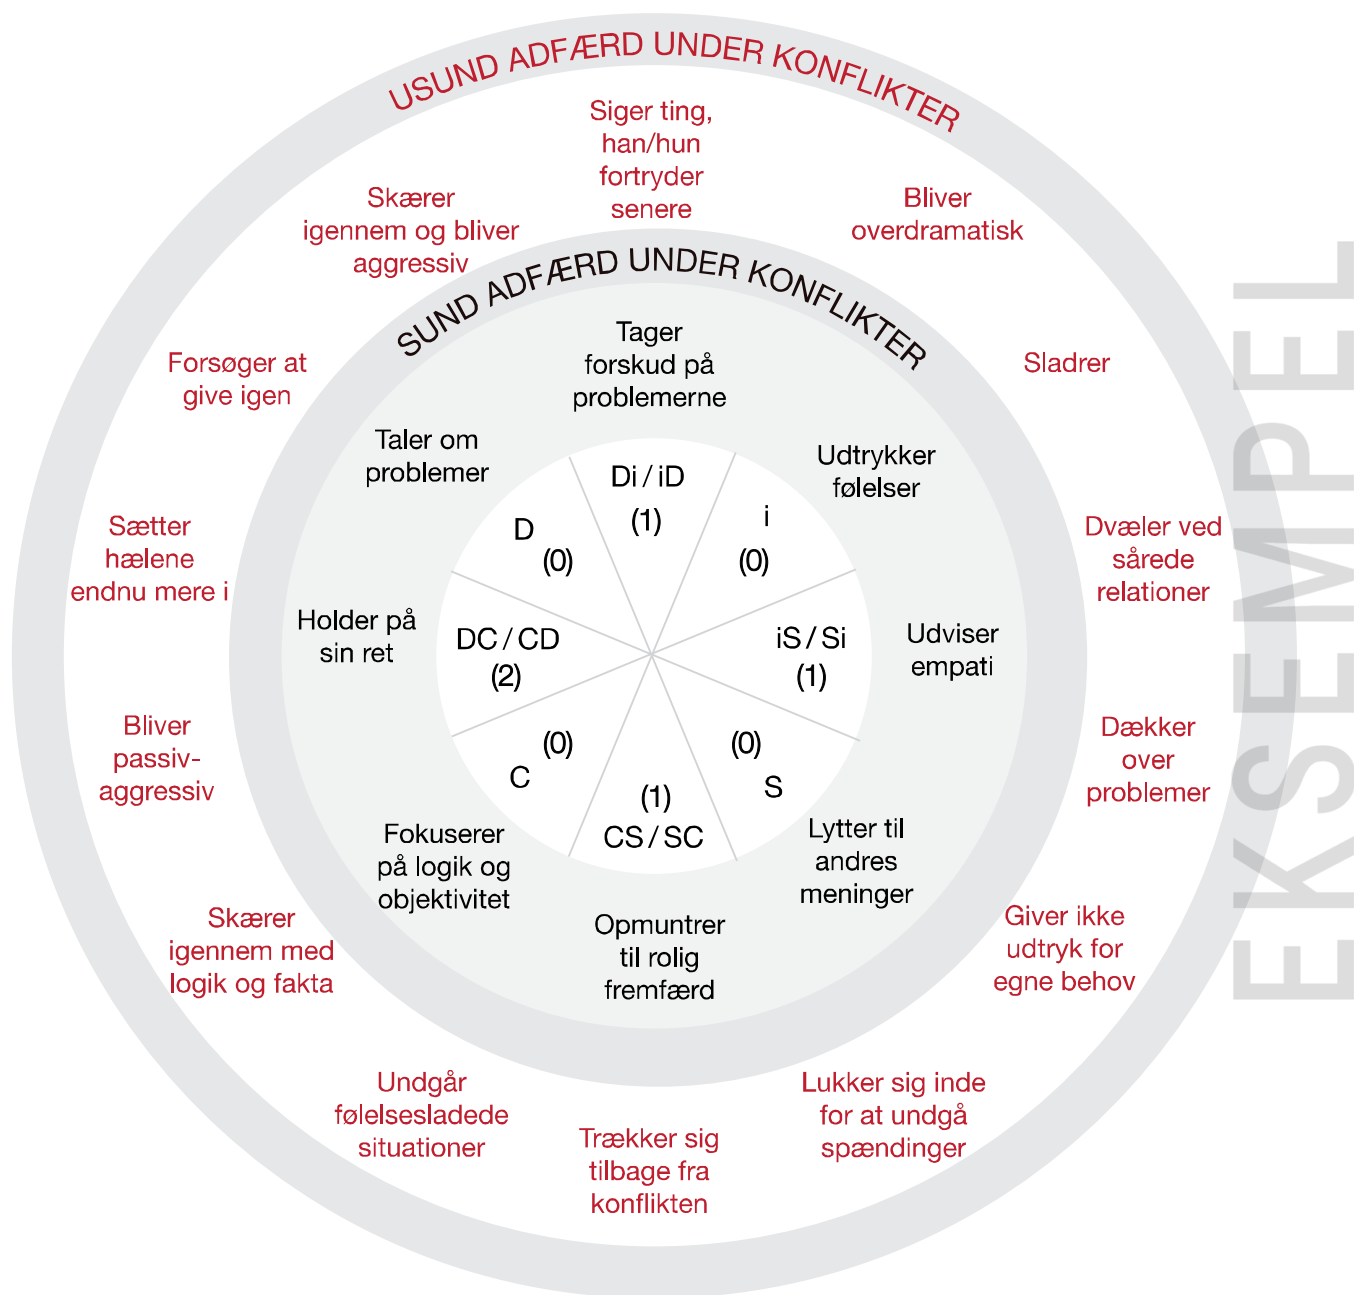 USUND ADFÆRD UNDER KONFLIKTER
Siger ting,
han/hun
fortryder
senere
Bliver
overdramatisk
Sladrer
Dvæler ved
sårede
relationer
Dækker
over
problemer
Giver ikke
udtryk for
egne behov
Lukker sig inde
for at undgå
spændinger
Trækker sig
tilbage fra
konflikten
Undgår
følelsesladede
situationer
Skærer
igennem med
logik og fakta
Bliver
passiv-
aggressiv
Sætter
hælene
endnu mere i
Forsøger at
give igen
Skærer
igennem og bliver
aggressiv
SUND ADFÆRD UNDER KONFLIKTER
Tager
forskud på
problemerne
Udtrykker
følelser
Udviser
empati
Lytter til
andres
meninger
Opmuntrer
til rolig
fremfærd
Fokuserer
på logik og
objektivitet
Holder på
sin ret
Taler om
problemer
Di / iD
(1)
i
(0)
iS / Si
(1)
(0)
S
(1)
CS / SC
(0)
C
DC / CD
(2)
D
(0)
EKSEMPEL